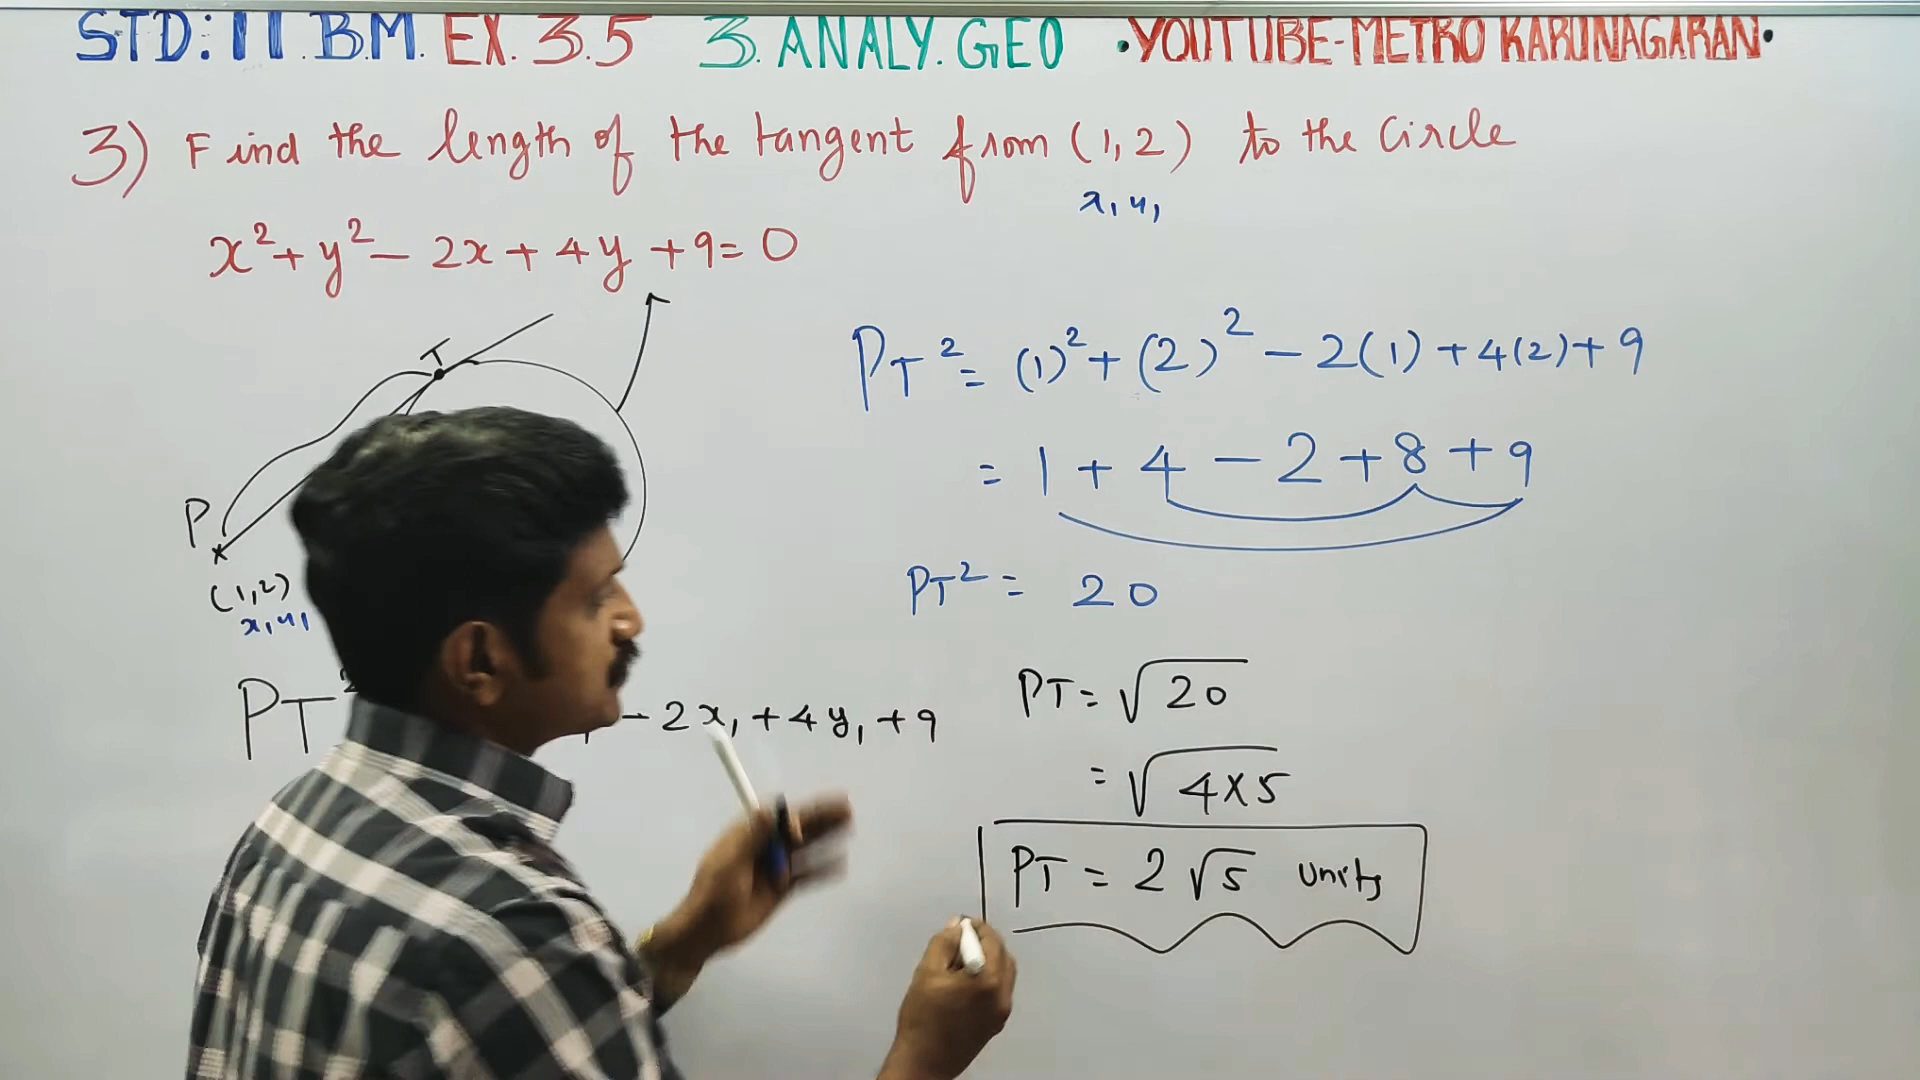 STD: 11. B.M. EX. 3.5 3. ANALY. GEO •YOUTUBE-METRO KARUNAGARAN•
3) Find the length of the tangent from (1, 2) to the Circle
x₁ y₁
x² + y² - 2x + 4y + 9 = 0
T
P
(1,2)
x₁ y₁
PT² - 2x₁ + 4y₁ + 9
PT² = (1)² + (2)² - 2(1) + 4(2) + 9
= 1 + 4 - 2 + 8 + 9
PT² = 20
PT = √20
= √4×5
PT = 2√5 units